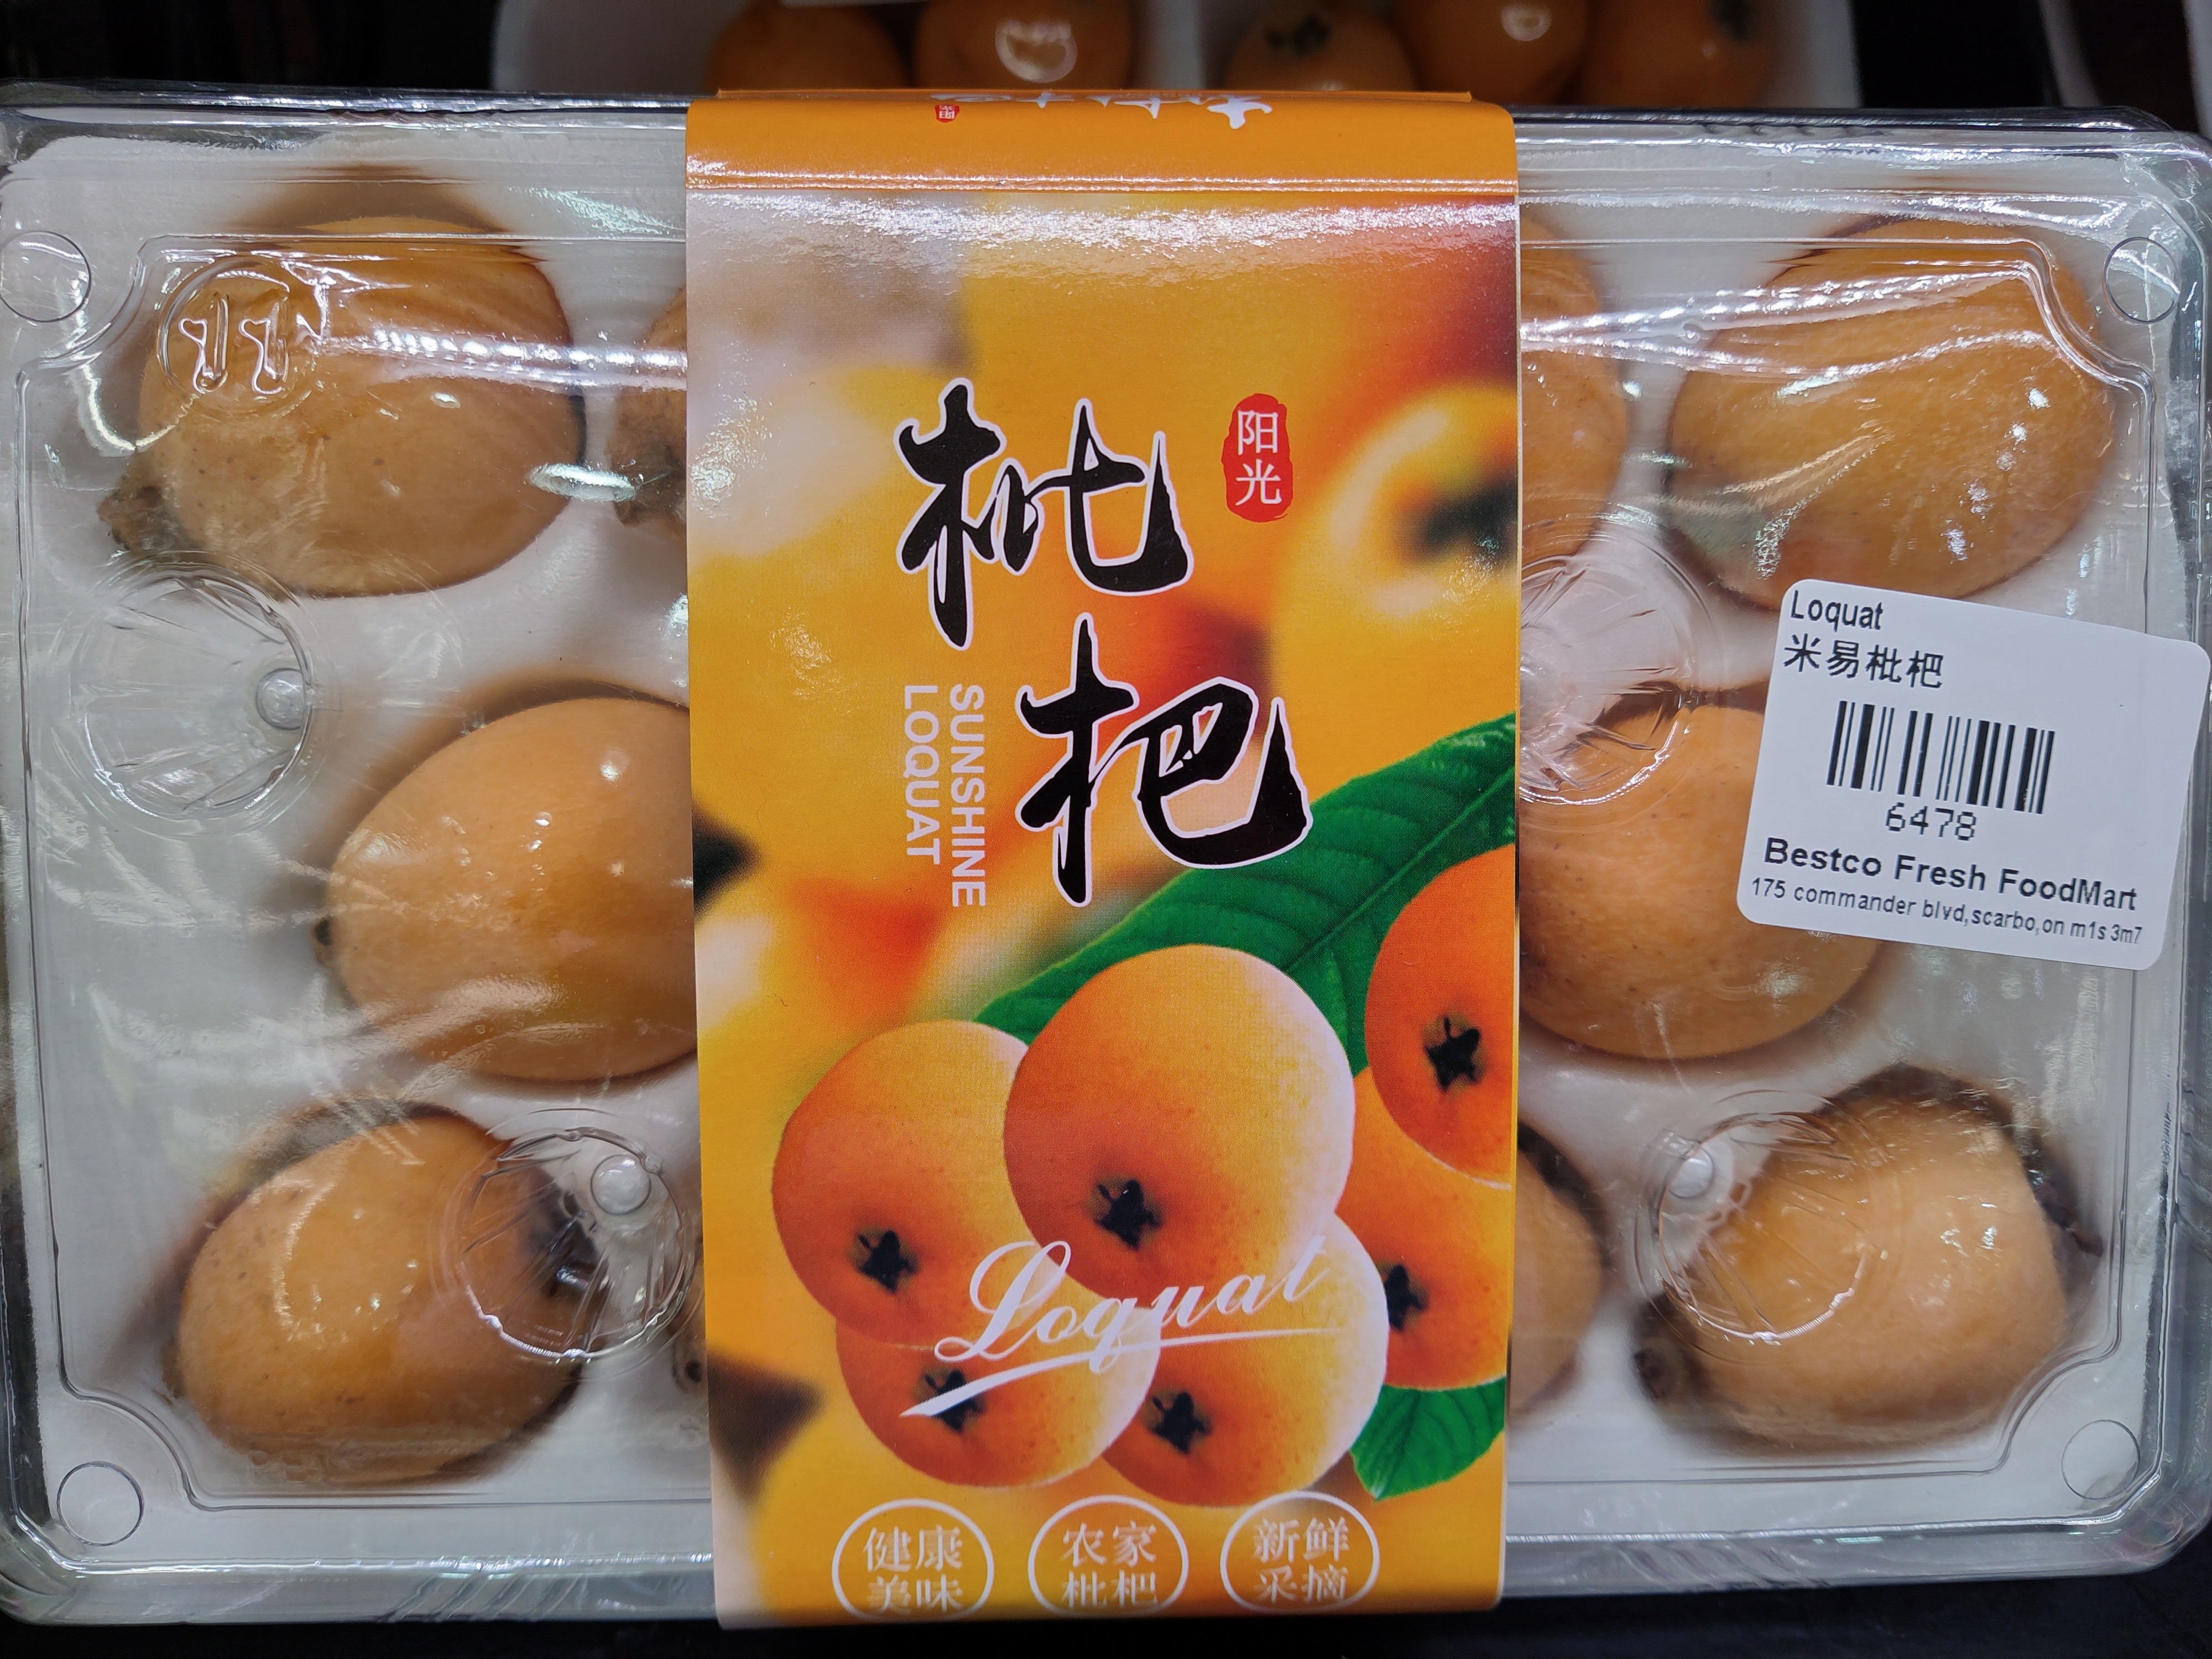 11
枇杷
阳光
SUNSHINE
LOQUAT
Loquat
米易枇杷
6478
Bestco Fresh FoodMart
175 commander blvd,scarbo,on m1s 3m7
Loquat
健康
美味
农家
枇杷
新鲜
采摘